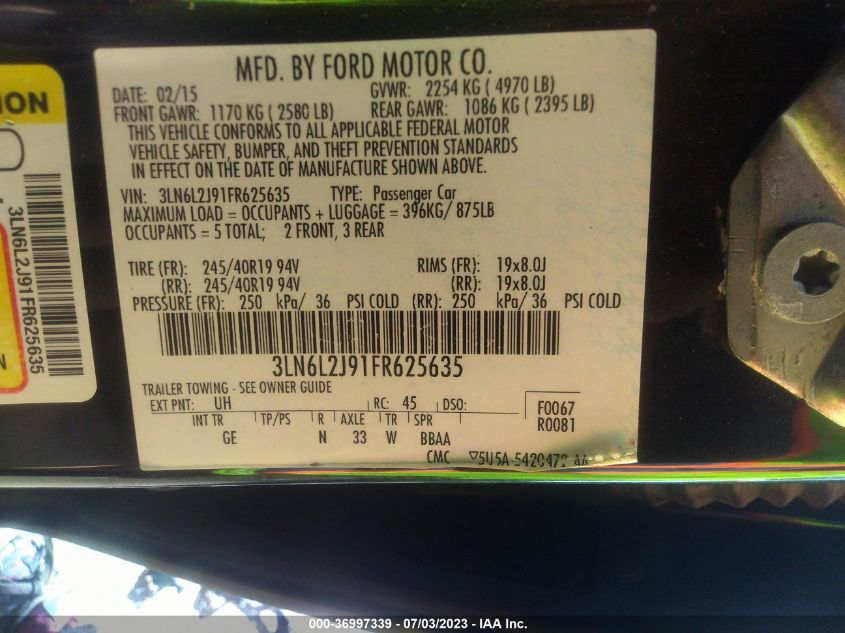 MFD. BY FORD MOTOR CO.
DATE: 02/15 GVWR: 2254 KG ( 4970 LB)
FRONT GAWR: 1170 KG ( 2580 LB) REAR GAWR: 1086 KG ( 2395 LB)
THIS VEHICLE CONFORMS TO ALL APPLICABLE FEDERAL MOTOR
VEHICLE SAFETY, BUMPER, AND THEFT PREVENTION STANDARDS
IN EFFECT ON THE DATE OF MANUFACTURE SHOWN ABOVE.
VIN: 3LN6L2J91FR625635 TYPE: Passenger Car
MAXIMUM LOAD = OCCUPANTS + LUGGAGE = 396KG/ 875LB
OCCUPANTS = 5 TOTAL; 2 FRONT, 3 REAR
TIRE (FR): 245/40R19 94V RIMS (FR): 19x8.0J
(RR): 245/40R19 94V (RR): 19x8.0J
PRESSURE (FR): 250 kPa/ 36 PSI COLD (RR): 250 kPa/ 36 PSI COLD
3LN6L2J91FR625635
TRAILER TOWING - SEE OWNER GUIDE
EXT PNT: UH RC: 45 DSO: F0067
R0081
INT TR TP/PS R AXLE TR SPR
GE N 33 W BBAA
CMC
3LN6L2J91FR625635
000-36997339 - 07/03/2023 - IAA Inc.